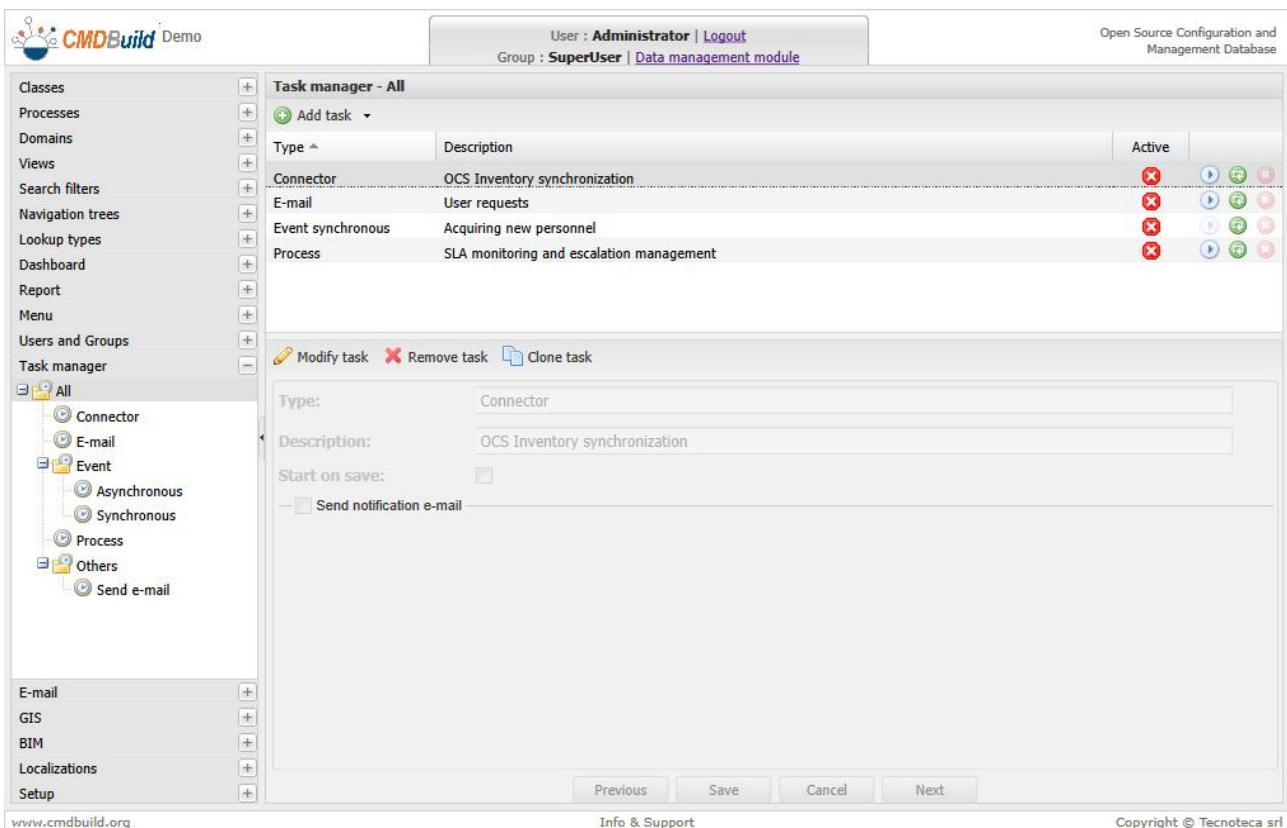 CMDBuild Demo
User : Administrator | Logout
Group : SuperUser | Data management module
Open Source Configuration and
Management Database
Classes
Processes
Domains
Views
Search filters
Navigation trees
Lookup types
Dashboard
Report
Menu
Users and Groups
Task manager
All
Connector
E-mail
Event
Asynchronous
Synchronous
Process
Others
Send e-mail
E-mail
GIS
BIM
Localizations
Setup
Task manager - All
Add task
Type Description Active
Connector OCS Inventory synchronization
E-mail User requests
Event synchronous Acquiring new personnel
Process SLA monitoring and escalation management
Modify task Remove task Clone task
Type: Connector
Description: OCS Inventory synchronization
Start on save:
Send notification e-mail
Previous Save Cancel Next
www.cmdbuild.org Info & Support Copyright © Tecnoteca srl